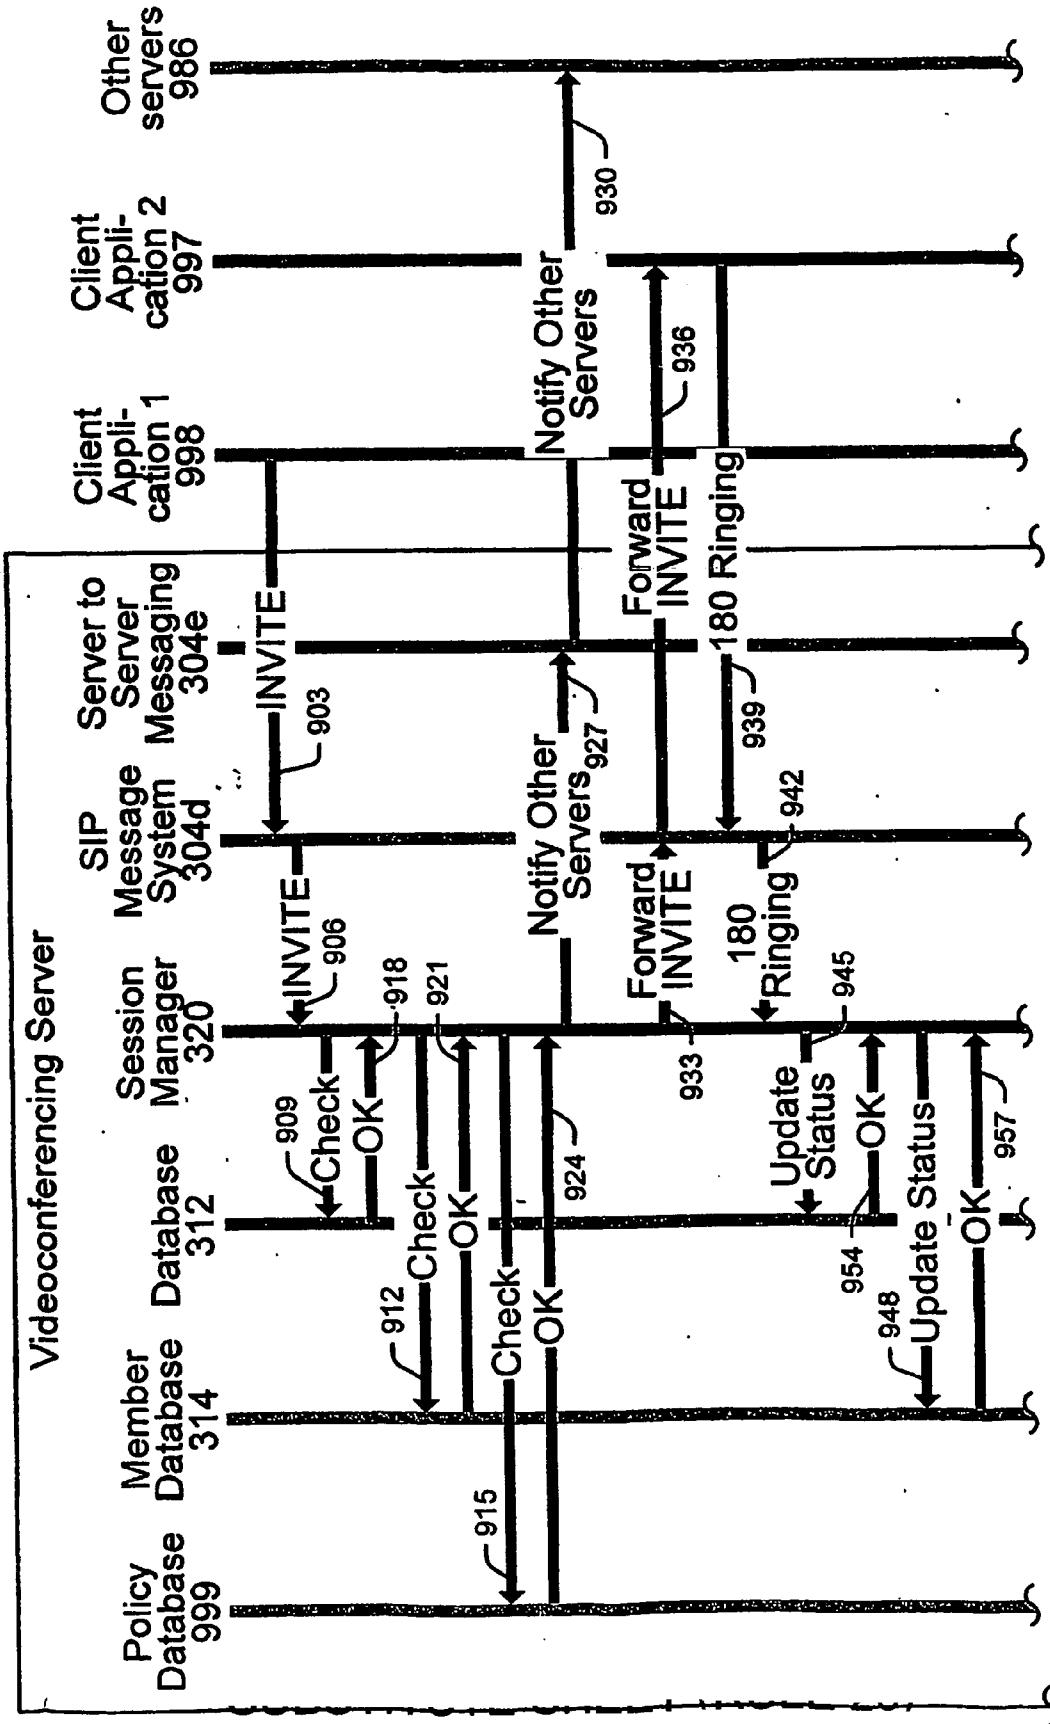 Videoconferencing Server
Policy
Database
999
Member
Database
314
Database
312
Session
Manager
320
SIP
Message
System
304d
Server to
Server
Messaging
304e
Client
Appli-
cation 1
998
Client
Appli-
cation 2
997
Other
servers
986
INVITE
903
INVITE
906
909
Check
OK
918
912
Check
OK
921
915
Check
OK
924
Notify Other
Servers
927
Notify Other
Servers
930
933
Forward
INVITE
Forward
INVITE
936
180 Ringing
939
180
Ringing
942
Update
Status
945
954
OK
948
Update Status
OK
957